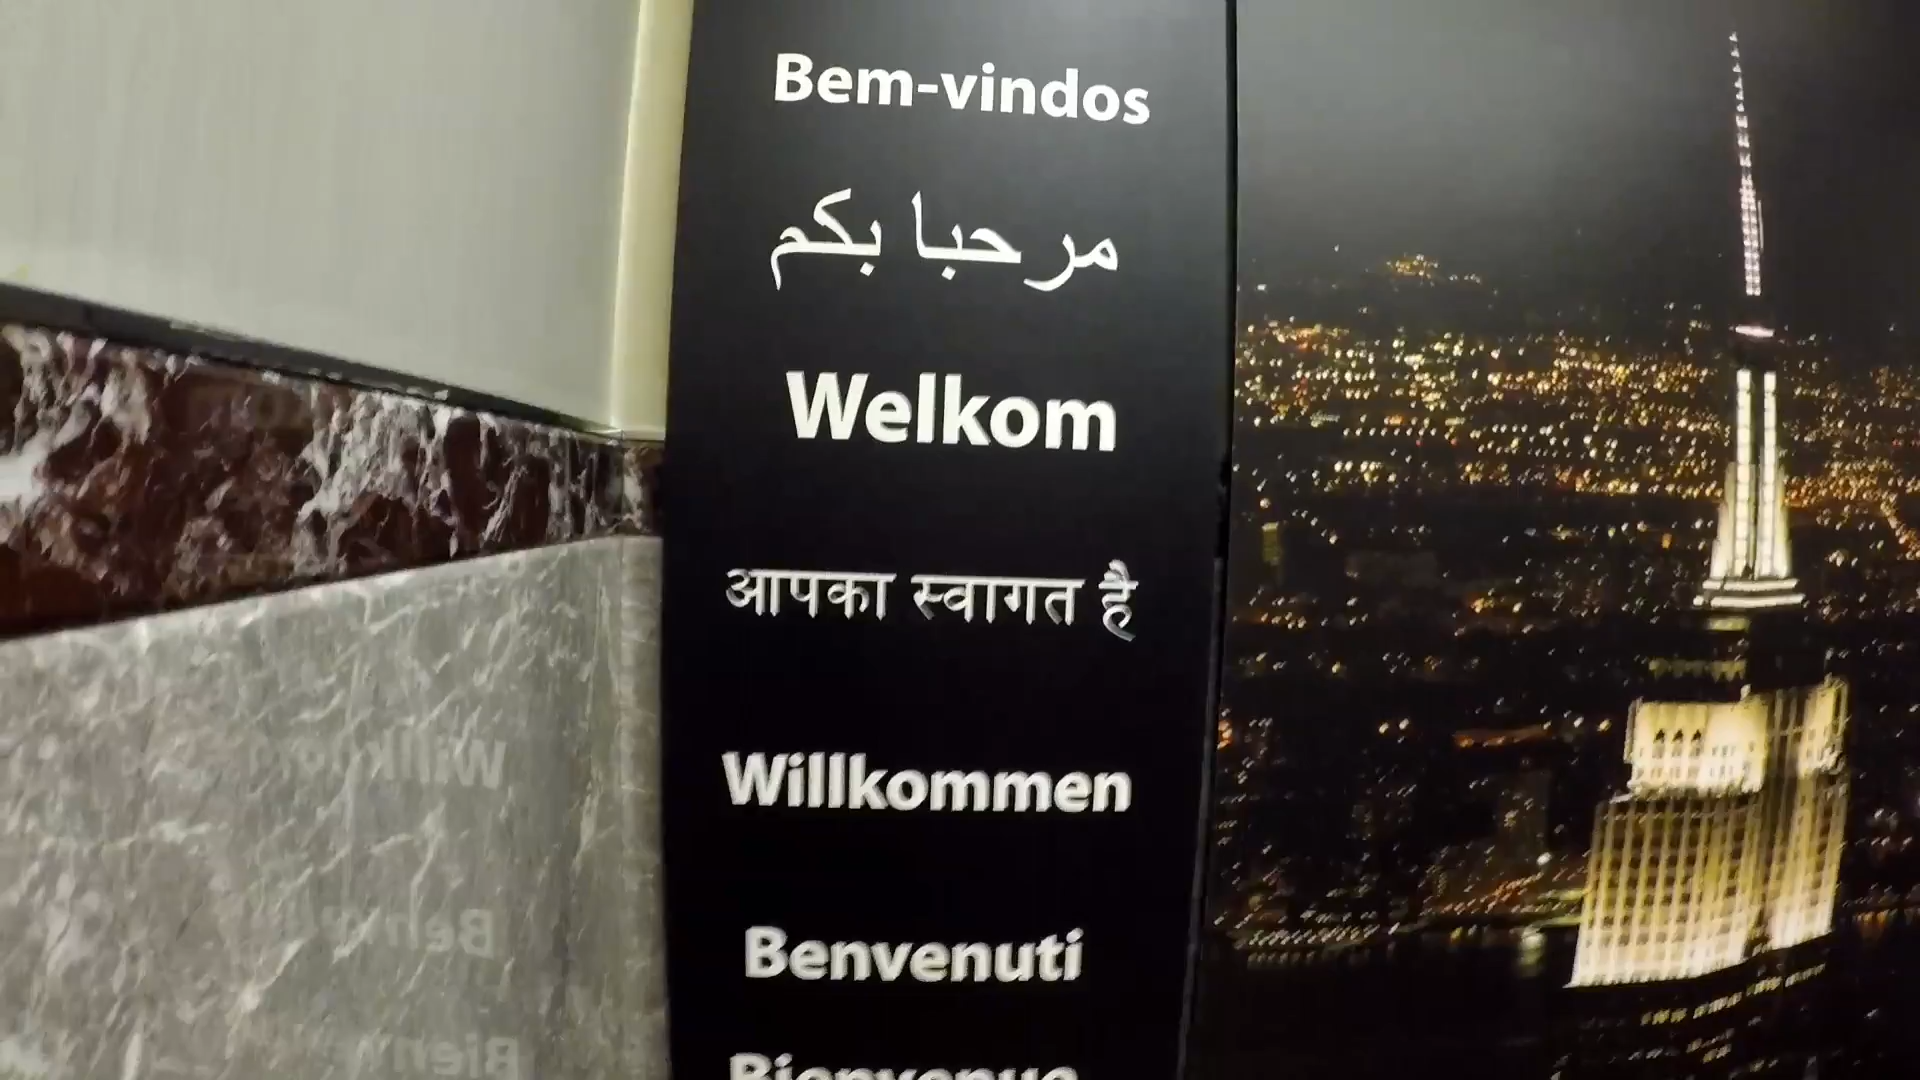 Bem-vindos
مرحبا بكم
Welkom
आपका स्वागत है
Willkommen
Benvenuti
Bienvenue